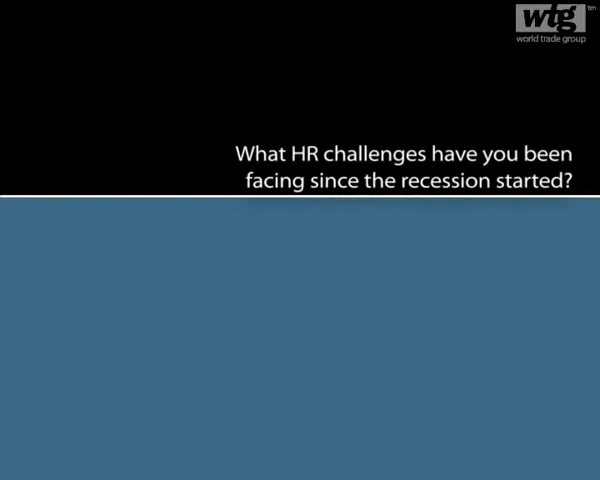 wtg tm
world trade group
What HR challenges have you been
facing since the recession started?